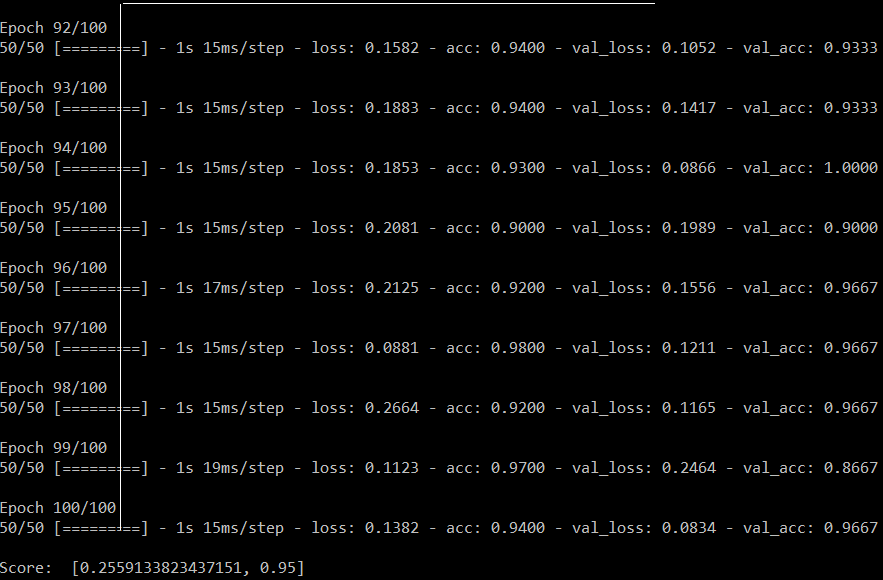 Epoch 92/100
50/50 [=========] - 1s 15ms/step - loss: 0.1582 - acc: 0.9400 - val_loss: 0.1052 - val_acc: 0.9333
Epoch 93/100
50/50 [=========] - 1s 15ms/step - loss: 0.1883 - acc: 0.9400 - val_loss: 0.1417 - val_acc: 0.9333
Epoch 94/100
50/50 [=========] - 1s 15ms/step - loss: 0.1853 - acc: 0.9300 - val_loss: 0.0866 - val_acc: 1.0000
Epoch 95/100
50/50 [=========] - 1s 15ms/step - loss: 0.2081 - acc: 0.9000 - val_loss: 0.1989 - val_acc: 0.9000
Epoch 96/100
50/50 [=========] - 1s 17ms/step - loss: 0.2125 - acc: 0.9200 - val_loss: 0.1556 - val_acc: 0.9667
Epoch 97/100
50/50 [=========] - 1s 15ms/step - loss: 0.0881 - acc: 0.9800 - val_loss: 0.1211 - val_acc: 0.9667
Epoch 98/100
50/50 [=========] - 1s 15ms/step - loss: 0.2664 - acc: 0.9200 - val_loss: 0.1165 - val_acc: 0.9667
Epoch 99/100
50/50 [=========] - 1s 19ms/step - loss: 0.1123 - acc: 0.9700 - val_loss: 0.2464 - val_acc: 0.8667
Epoch 100/100
50/50 [=========] - 1s 15ms/step - loss: 0.1382 - acc: 0.9400 - val_loss: 0.0834 - val_acc: 0.9667
Score:  [0.2559133823437151, 0.95]